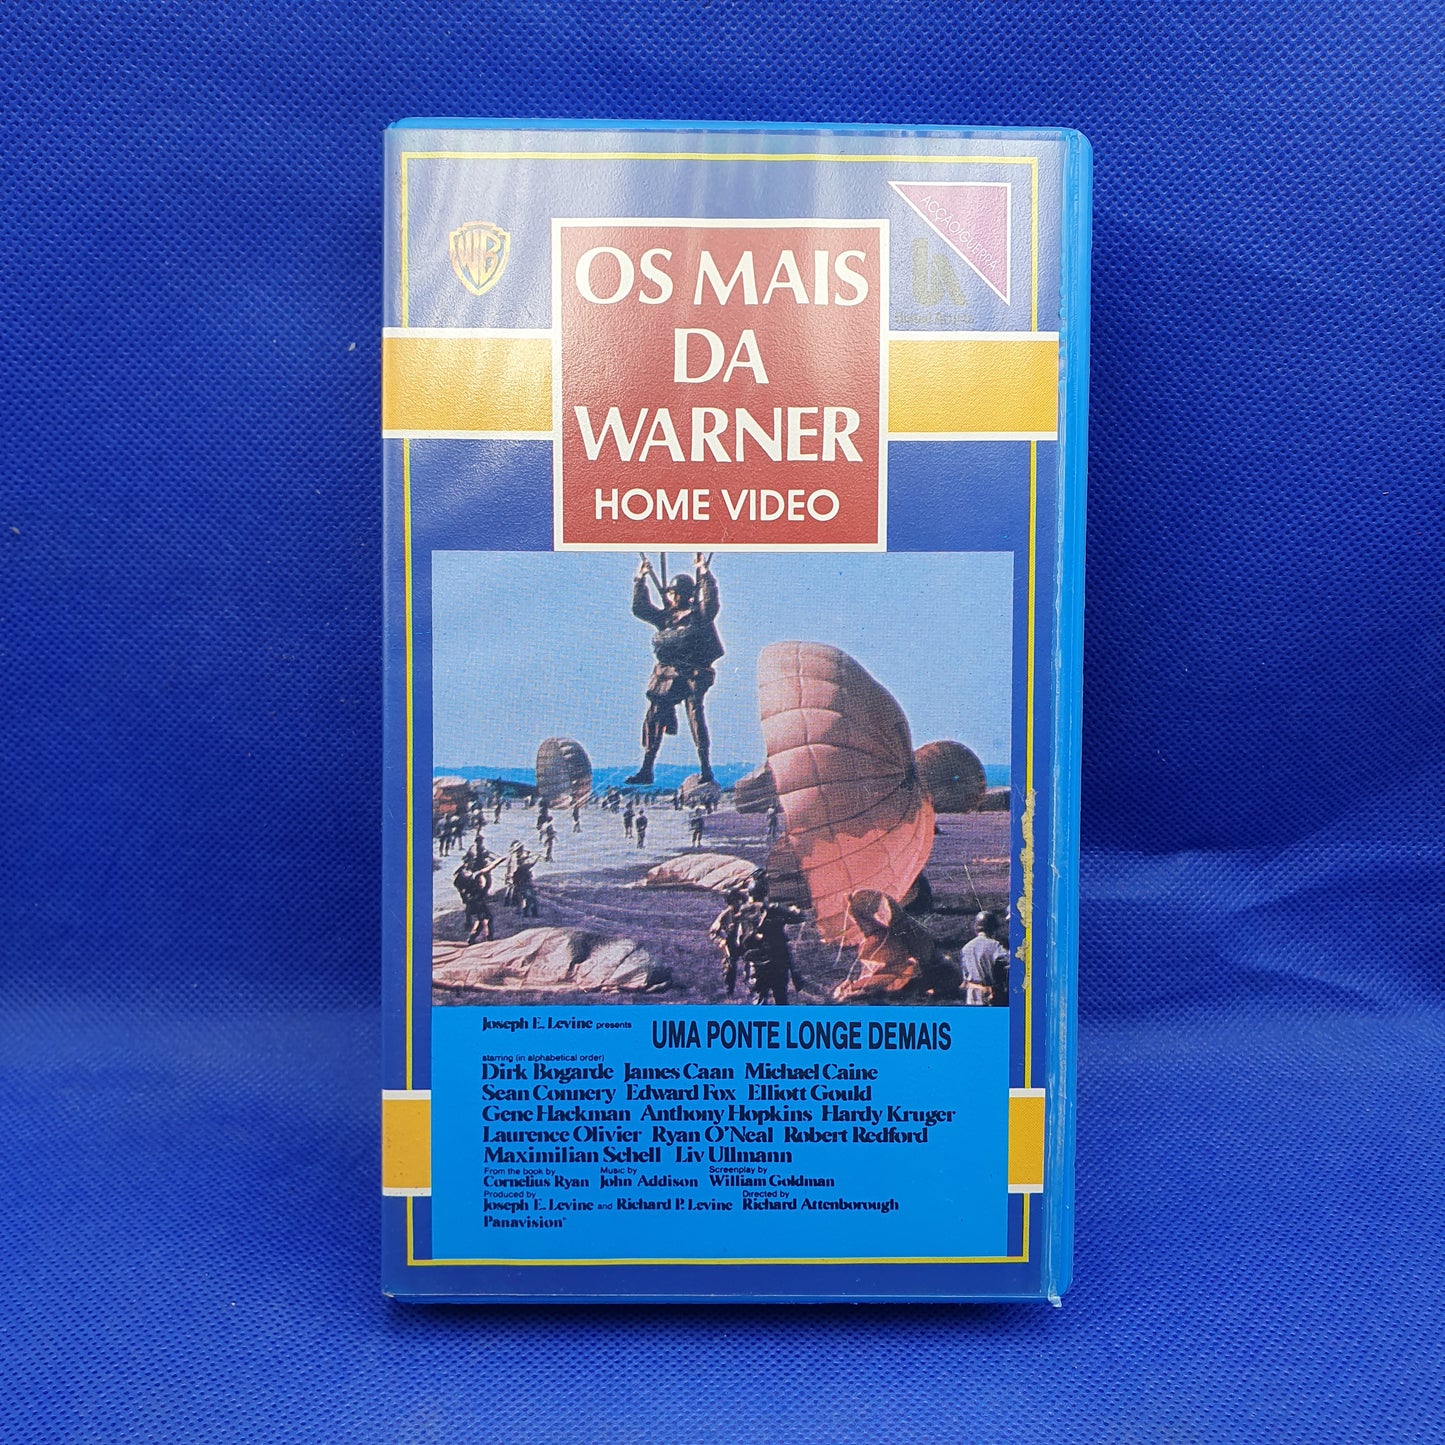 WB
ACÇÃO/GUERRA
OS MAIS
DA
WARNER
HOME VIDEO
Joseph E. Levine presents UMA PONTE LONGE DEMAIS
starring (in alphabetical order)
Dirk Bogarde James Caan Michael Caine
Sean Connery Edward Fox Elliott Gould
Gene Hackman Anthony Hopkins Hardy Kruger
Laurence Olivier Ryan O'Neal Robert Redford
Maximilian Schell Liv Ullmann
From the book by Music by Screenplay by
Cornelius Ryan John Addison William Goldman
Produced by Directed by
Joseph E. Levine and Richard P. Levine Richard Attenborough
Panavision®